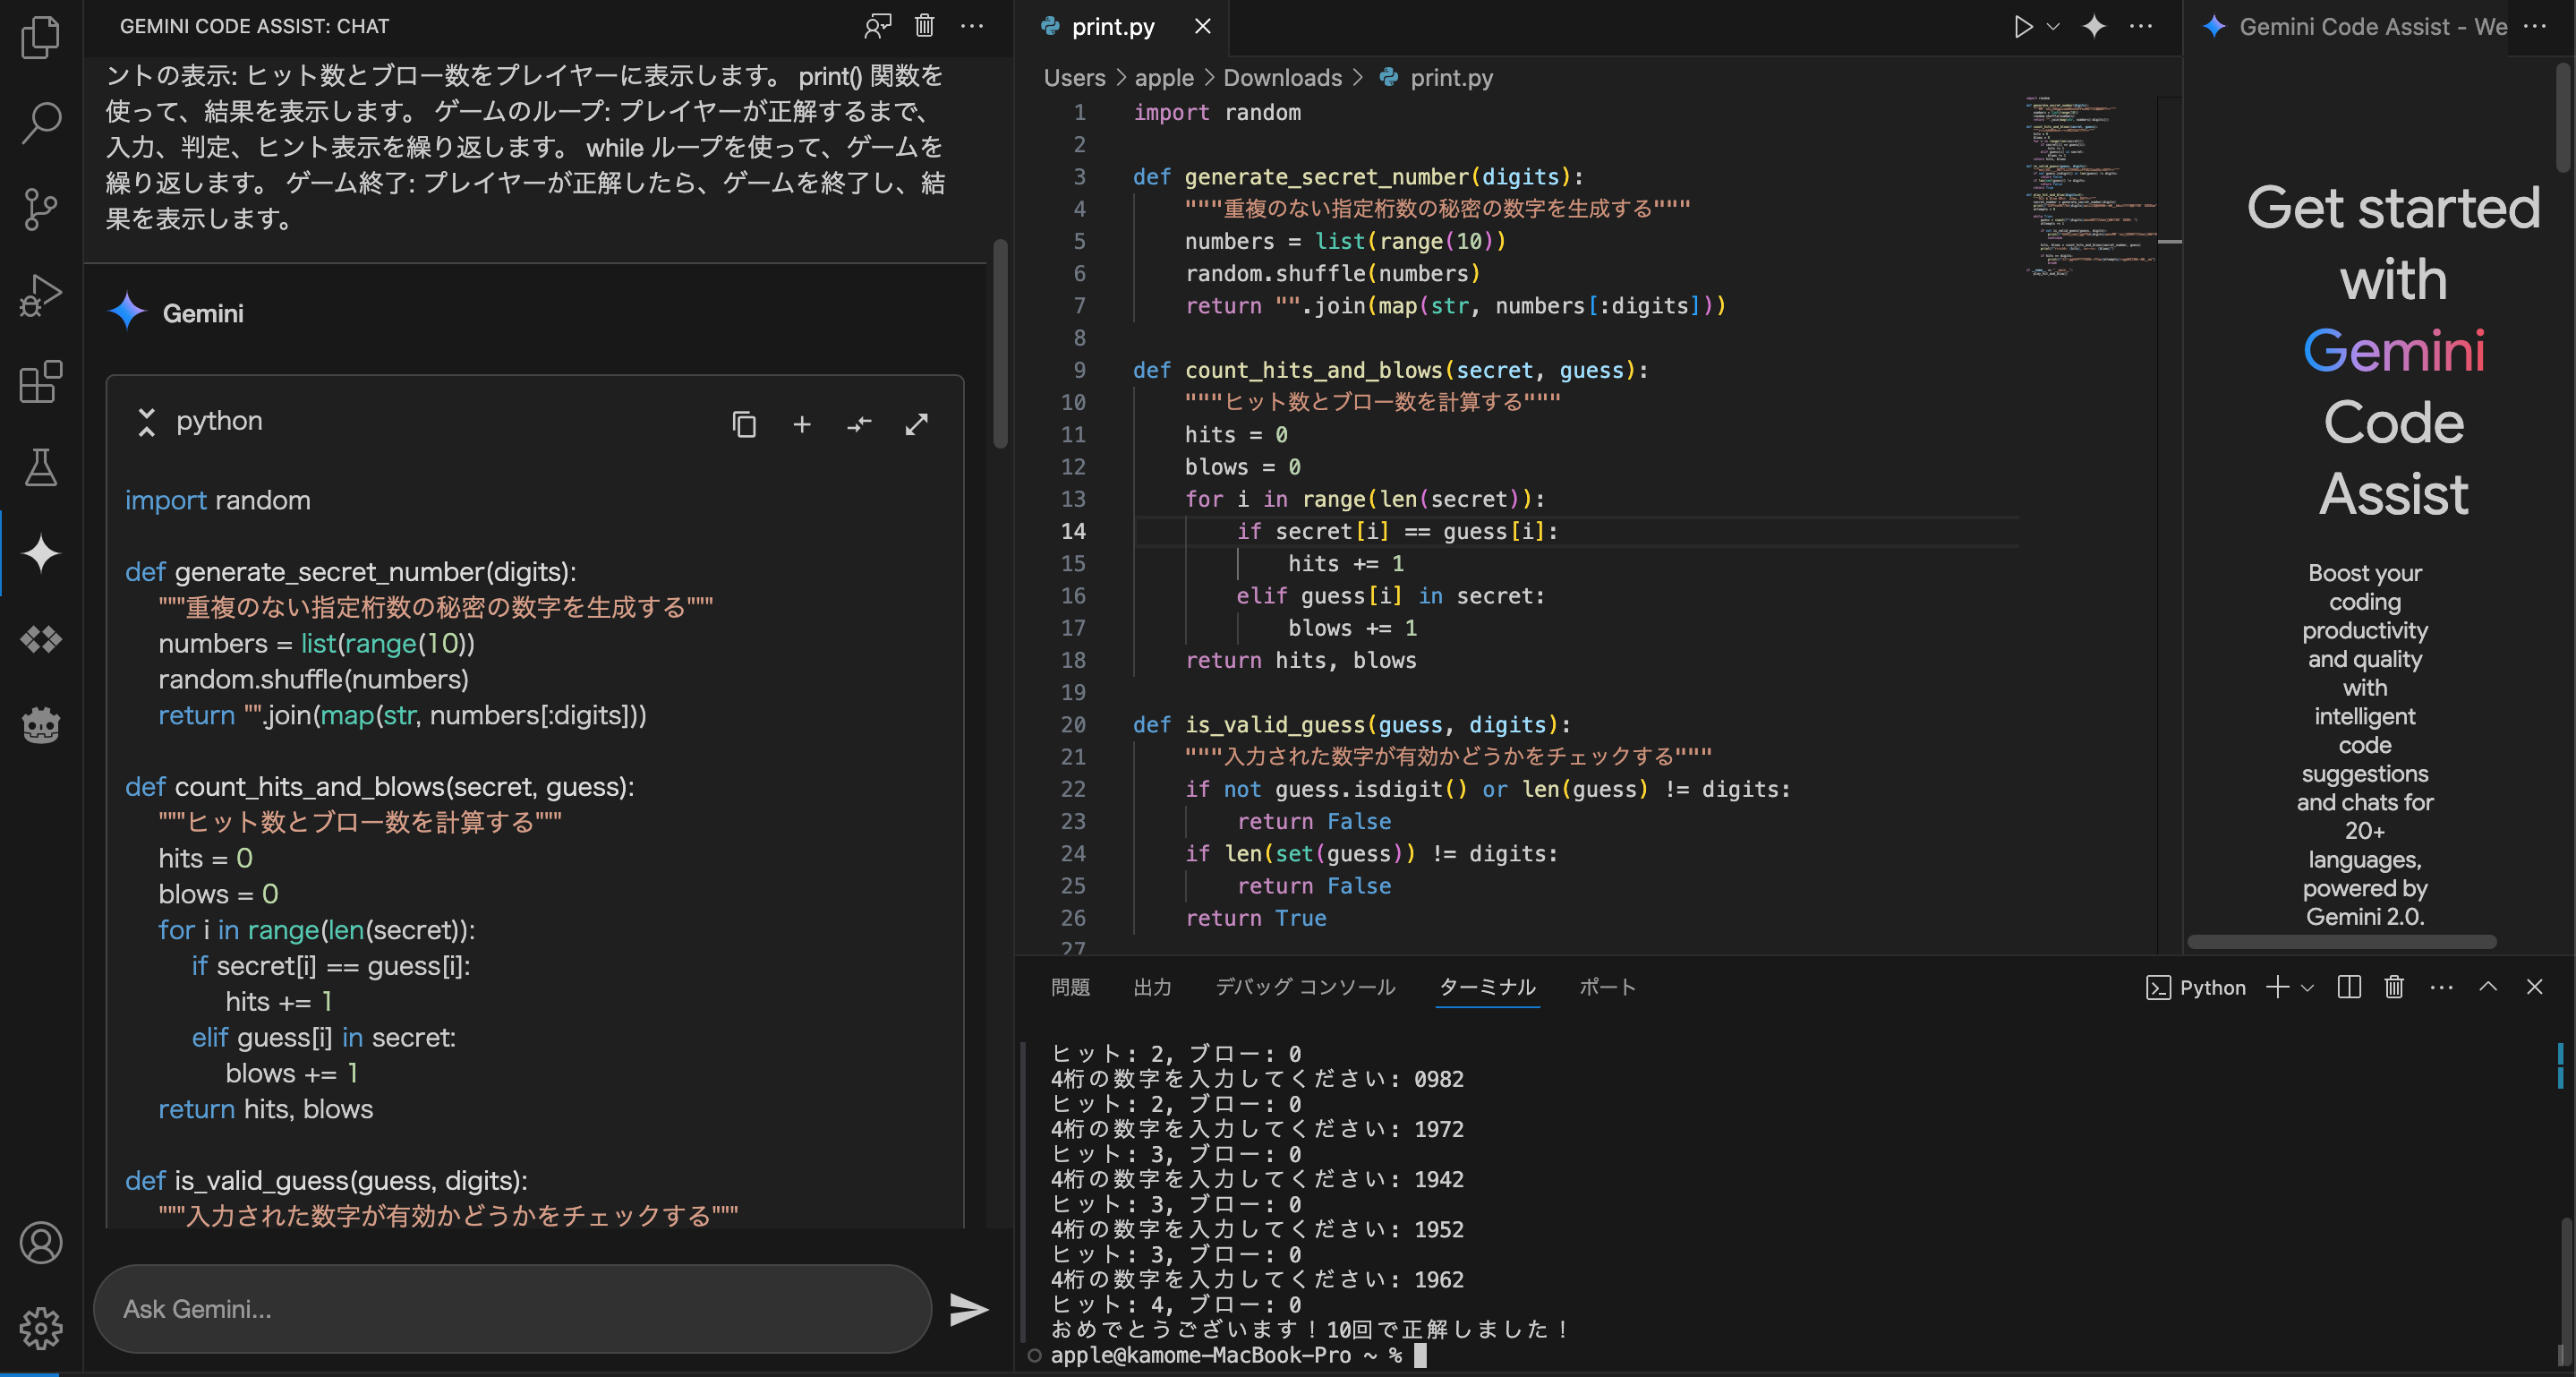 GEMINI CODE ASSIST: CHAT
ントの表示: ヒット数とブロー数をプレイヤーに表示します。 print() 関数を
使って、結果を表示します。 ゲームのループ: プレイヤーが正解するまで、
入力、判定、ヒント表示を繰り返します。 while ループを使って、ゲームを
繰り返します。 ゲーム終了: プレイヤーが正解したら、ゲームを終了し、結
果を表示します。
Gemini
python
import random
def generate_secret_number(digits):
"""重複のない指定桁数の秘密の数字を生成する"""
numbers = list(range(10))
random.shuffle(numbers)
return "".join(map(str, numbers[:digits]))
def count_hits_and_blows(secret, guess):
"""ヒット数とブロー数を計算する"""
hits = 0
blows = 0
for i in range(len(secret)):
if secret[i] == guess[i]:
hits += 1
elif guess[i] in secret:
blows += 1
return hits, blows
def is_valid_guess(guess, digits):
"""入力された数字が有効かどうかをチェックする"""
Ask Gemini...
print.py
Users > apple > Downloads > print.py
1 import random
2
3 def generate_secret_number(digits):
4 """重複のない指定桁数の秘密の数字を生成する"""
5 numbers = list(range(10))
6 random.shuffle(numbers)
7 return "".join(map(str, numbers[:digits]))
8
9 def count_hits_and_blows(secret, guess):
10 """ヒット数とブロー数を計算する"""
11 hits = 0
12 blows = 0
13 for i in range(len(secret)):
14 if secret[i] == guess[i]:
15 hits += 1
16 elif guess[i] in secret:
17 blows += 1
18 return hits, blows
19
20 def is_valid_guess(guess, digits):
21 """入力された数字が有効かどうかをチェックする"""
22 if not guess.isdigit() or len(guess) != digits:
23 return False
24 if len(set(guess)) != digits:
25 return False
26 return True
27
問題 出力 デバッグ コンソール ターミナル ポート
Python
ヒット: 2, ブロー: 0
4桁の数字を入力してください: 0982
ヒット: 2, ブロー: 0
4桁の数字を入力してください: 1972
ヒット: 3, ブロー: 0
4桁の数字を入力してください: 1942
ヒット: 3, ブロー: 0
4桁の数字を入力してください: 1952
ヒット: 3, ブロー: 0
4桁の数字を入力してください: 1962
ヒット: 4, ブロー: 0
おめでとうございます！10回で正解しました！
apple@kamome-MacBook-Pro ~ %
Gemini Code Assist - We
Get started
with
Gemini
Code
Assist
Boost your
coding
productivity
and quality
with
intelligent
code
suggestions
and chats for
20+
languages,
powered by
Gemini 2.0.